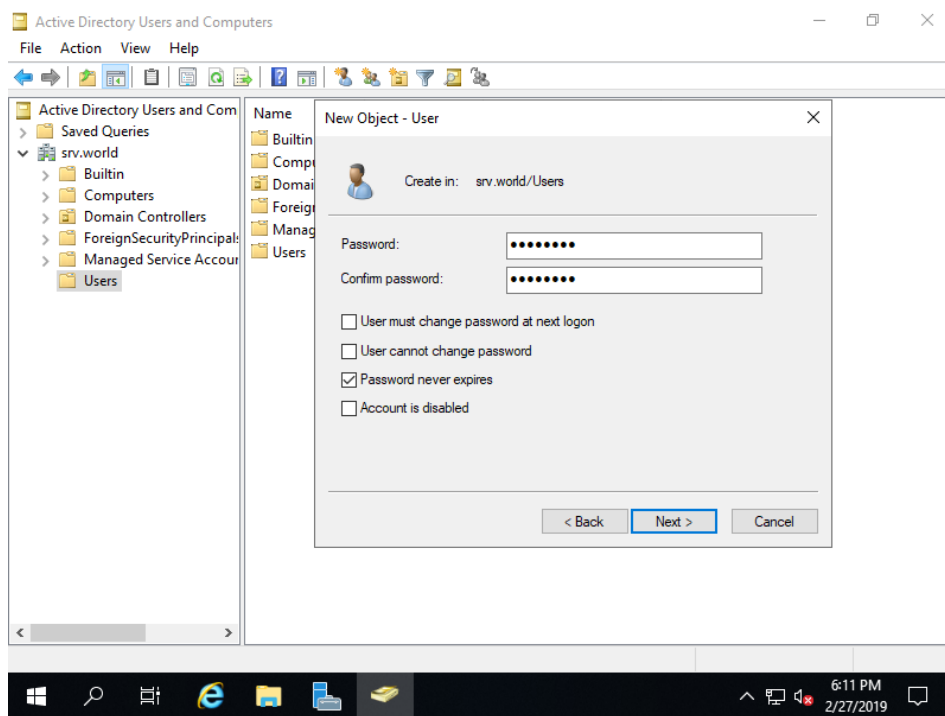 Active Directory Users and Computers
File Action View Help
Active Directory Users and Com
Saved Queries
srv.world
Builtin
Computers
Domain Controllers
ForeignSecurityPrincipal
Managed Service Accour
Users
Name
Builtin
Compu
Domai
Foreig
Manag
Users
New Object - User
Create in: srv.world/Users
Password: ●●●●●●●●
Confirm password: ●●●●●●●●
User must change password at next logon
User cannot change password
Password never expires
Account is disabled
< Back Next > Cancel
6:11 PM
2/27/2019